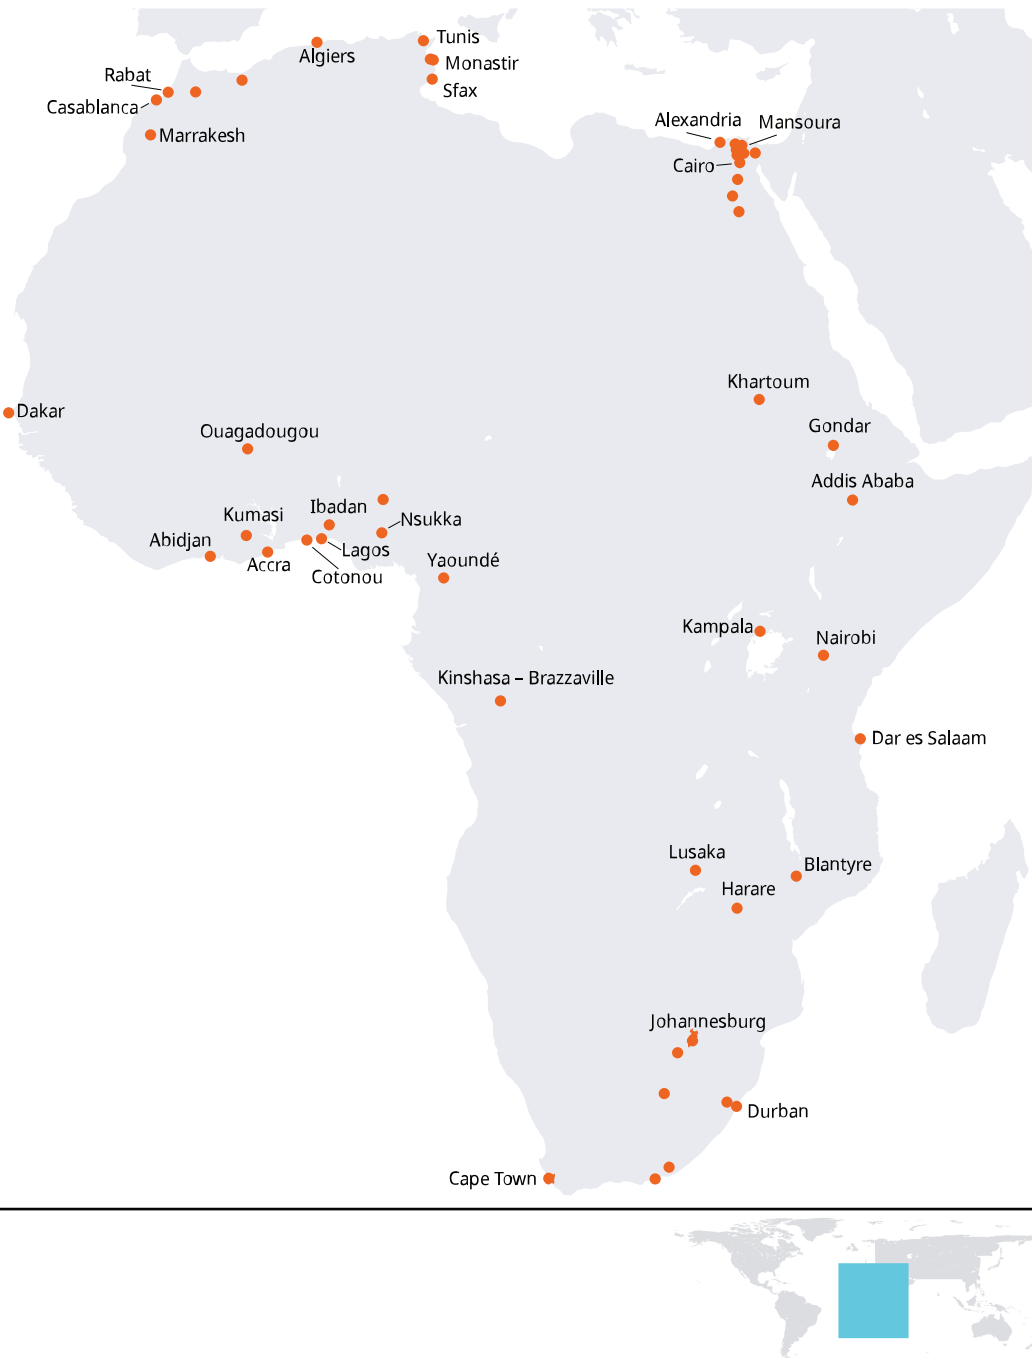 Tunis
Algiers
Monastir
Rabat
Sfax
Casablanca
Alexandria
Mansoura
Marrakesh
Cairo
Khartoum
Dakar
Gondar
Ouagadougou
Addis Ababa
Ibadan
Kumasi
Nsukka
Abidjan
Lagos
Accra
Yaoundé
Cotonou
Kampala
Nairobi
Kinshasa – Brazzaville
Dar es Salaam
Lusaka
Blantyre
Harare
Johannesburg
Durban
Cape Town